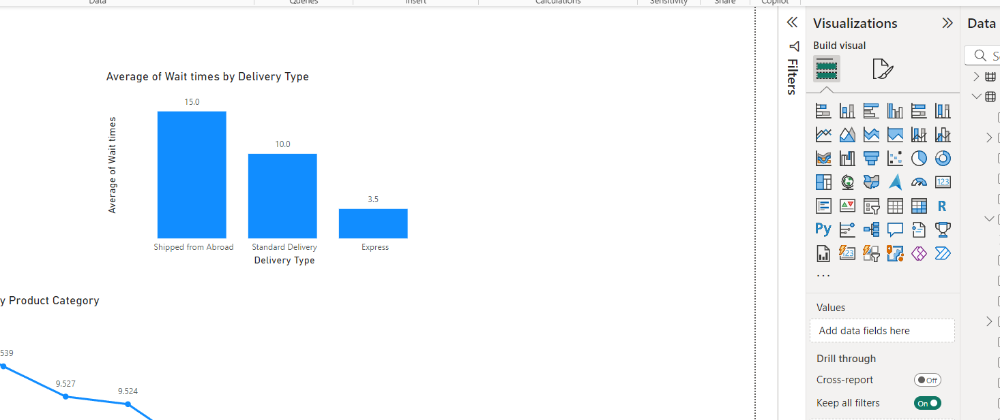 Data
Queries
Insert
Calculations
Sensitivity
Share
Copilot
Average of Wait times by Delivery Type
Average of Wait times
15.0
10.0
3.5
Shipped from Abroad
Standard Delivery
Express
Delivery Type
y Product Category
539
9.527
9.524
Filters
Visualizations
Build visual
123
R
Py
123
...
Values
Add data fields here
Drill through
Cross-report
Off
Keep all filters
On
Data